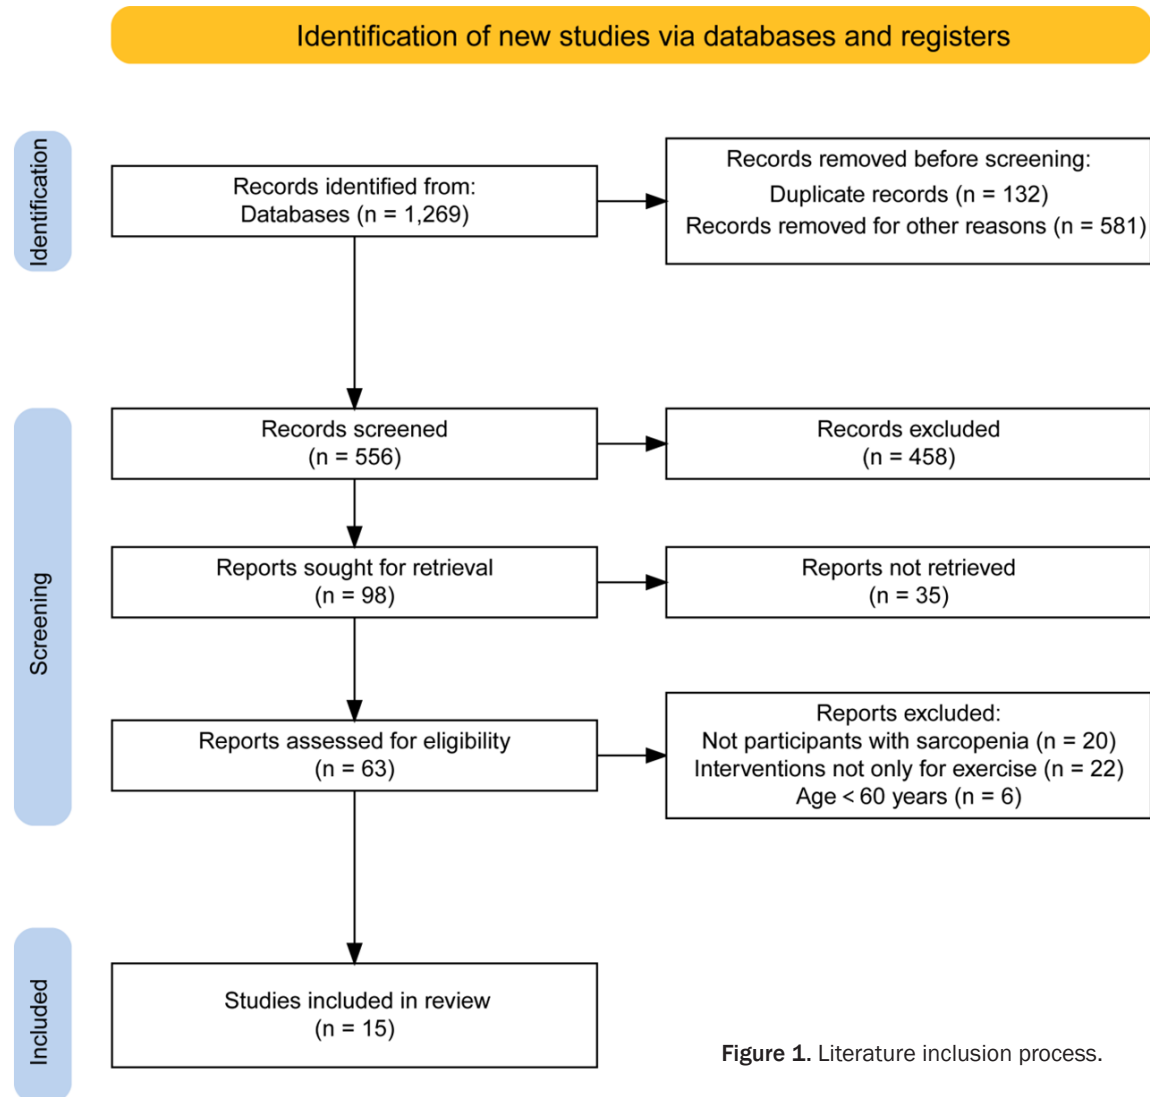 Identification of new studies via databases and registers
Identification
Records identified from:
Databases (n = 1,269)
Records removed before screening:
Duplicate records (n = 132)
Records removed for other reasons (n = 581)
Screening
Records screened
(n = 556)
Records excluded
(n = 458)
Reports sought for retrieval
(n = 98)
Reports not retrieved
(n = 35)
Reports assessed for eligibility
(n = 63)
Reports excluded:
Not participants with sarcopenia (n = 20)
Interventions not only for exercise (n = 22)
Age < 60 years (n = 6)
Included
Studies included in review
(n = 15)
Figure 1. Literature inclusion process.